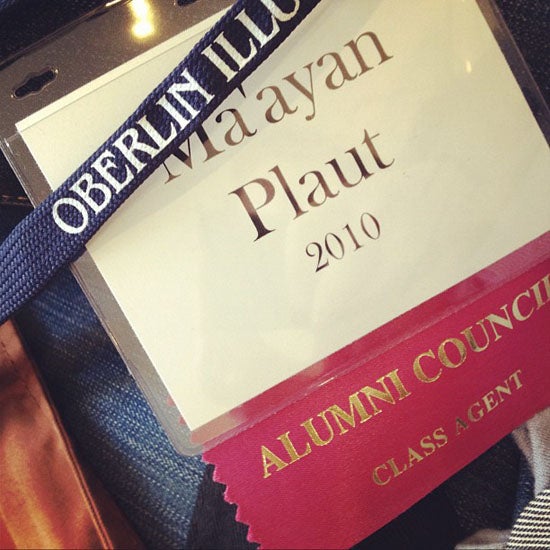 OBERLIN ILLU
Ma'ayan
Plaut
2010
ALUMNI COUNCIL
CLASS AGENT